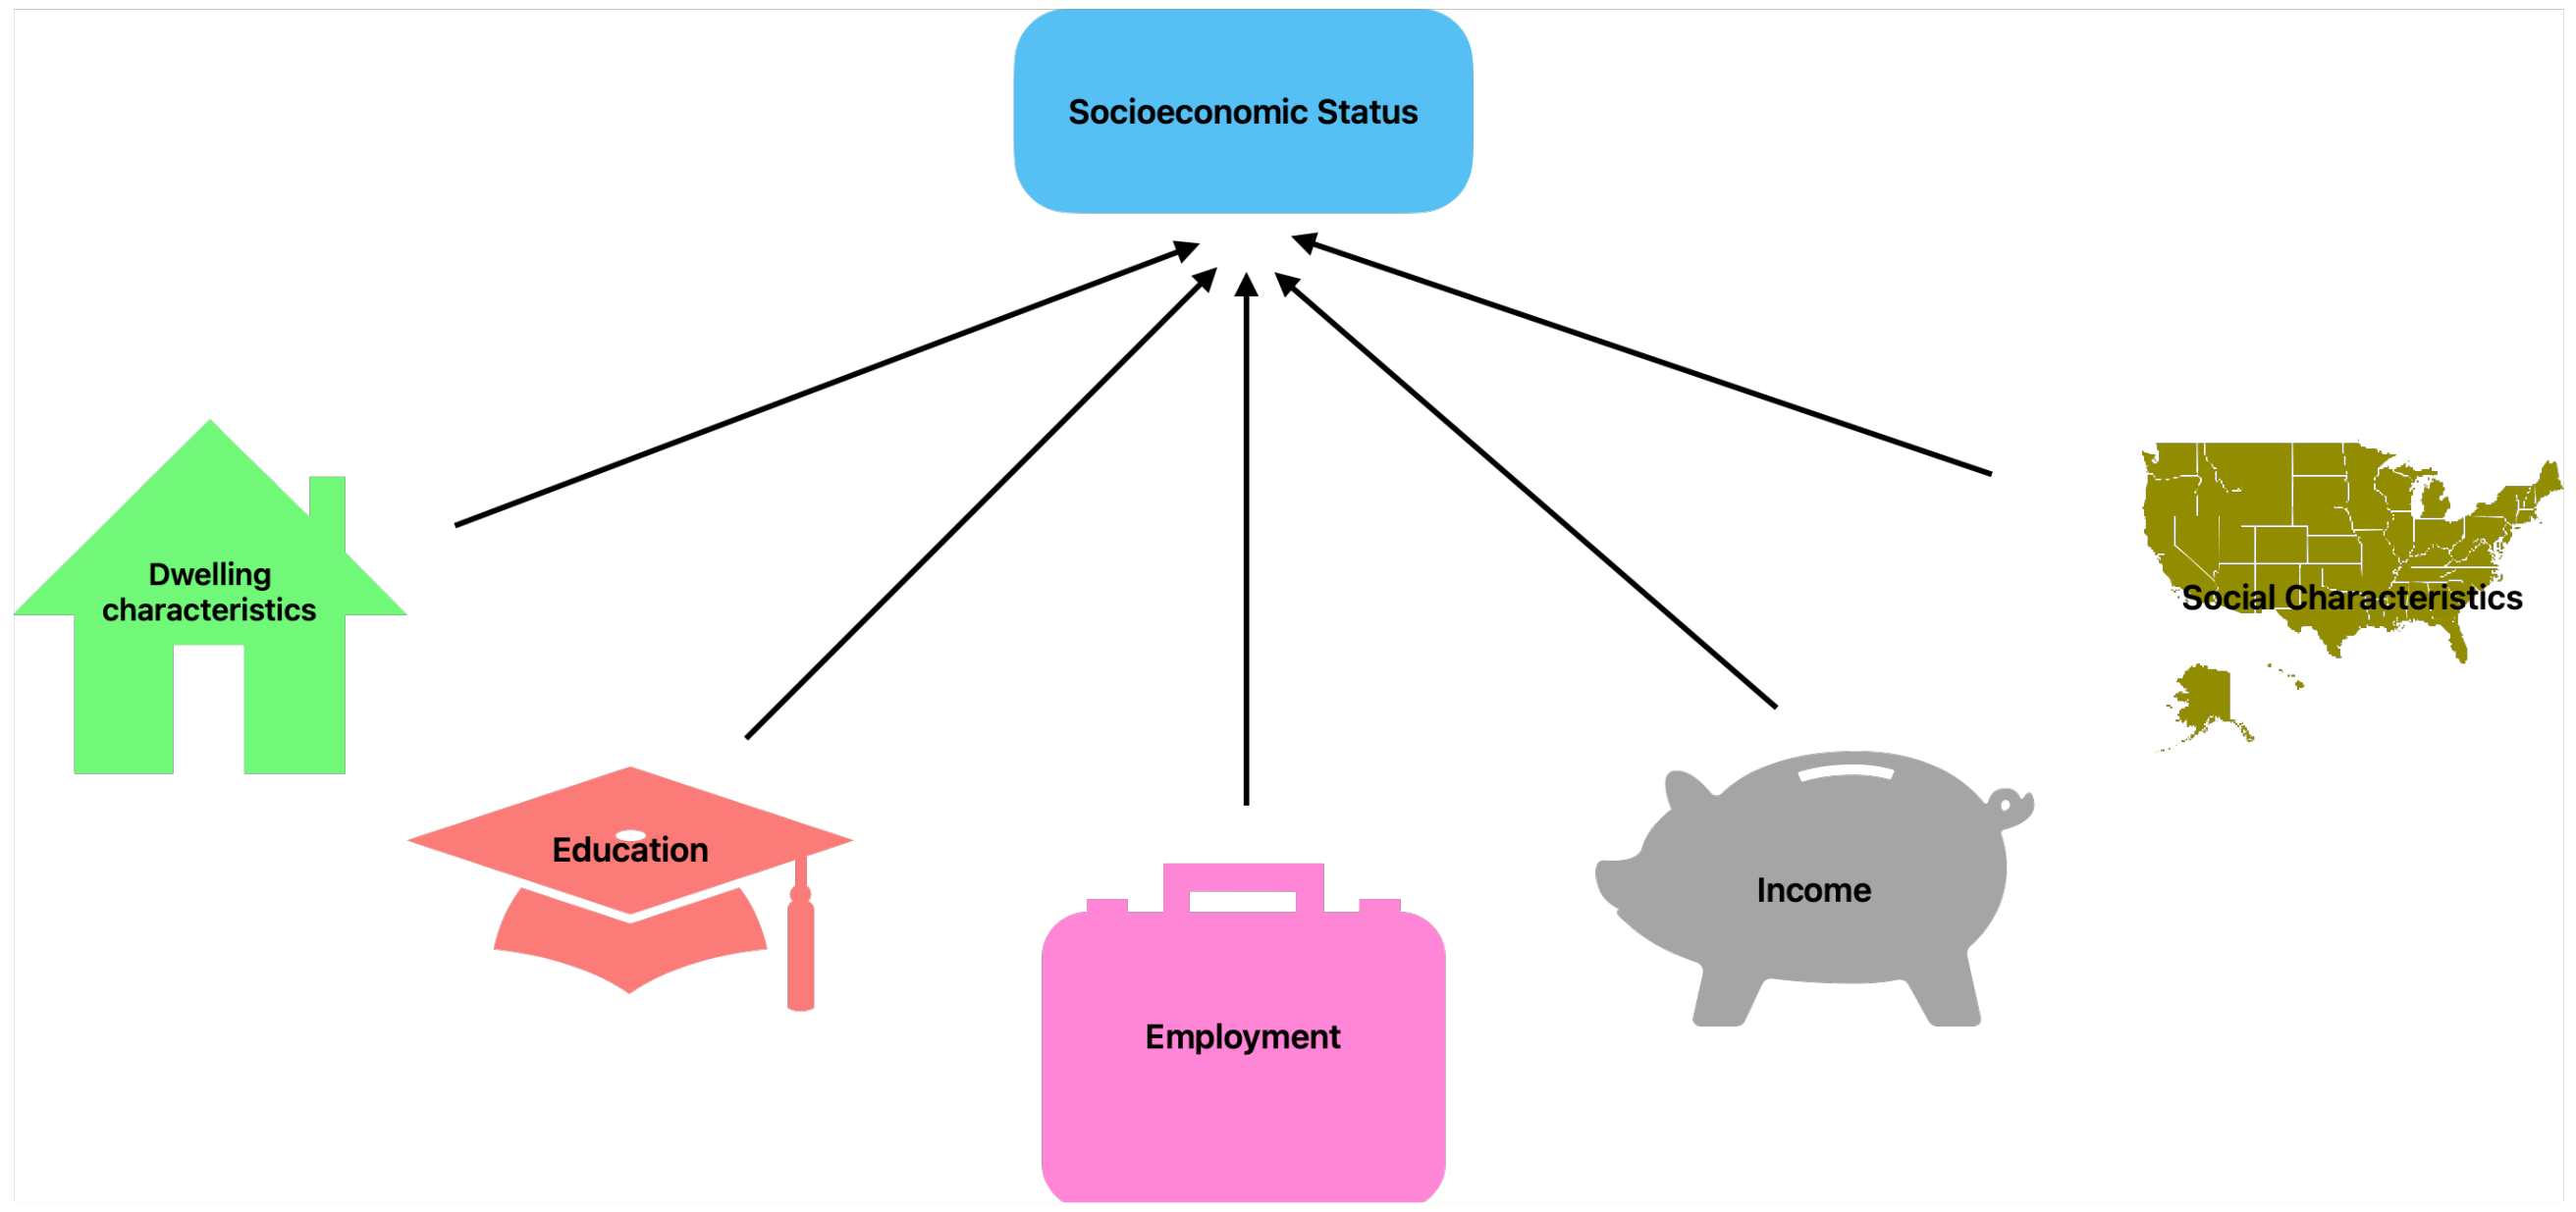 Socioeconomic Status
Dwelling
characteristics
Social Characteristics
Education
Income
Employment